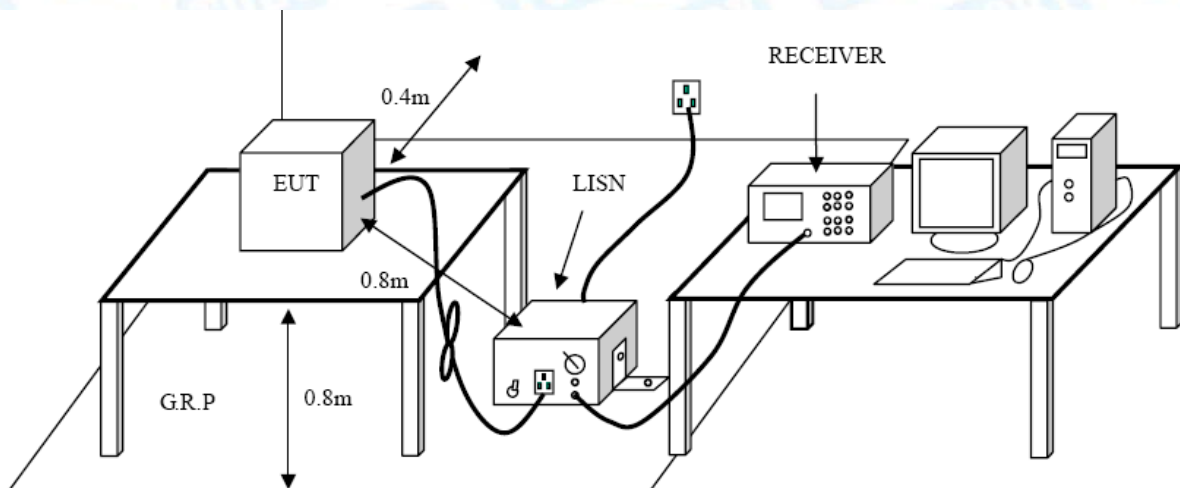 RECEIVER
0.4m
EUT
LISN
0.8m
G.R.P
0.8m